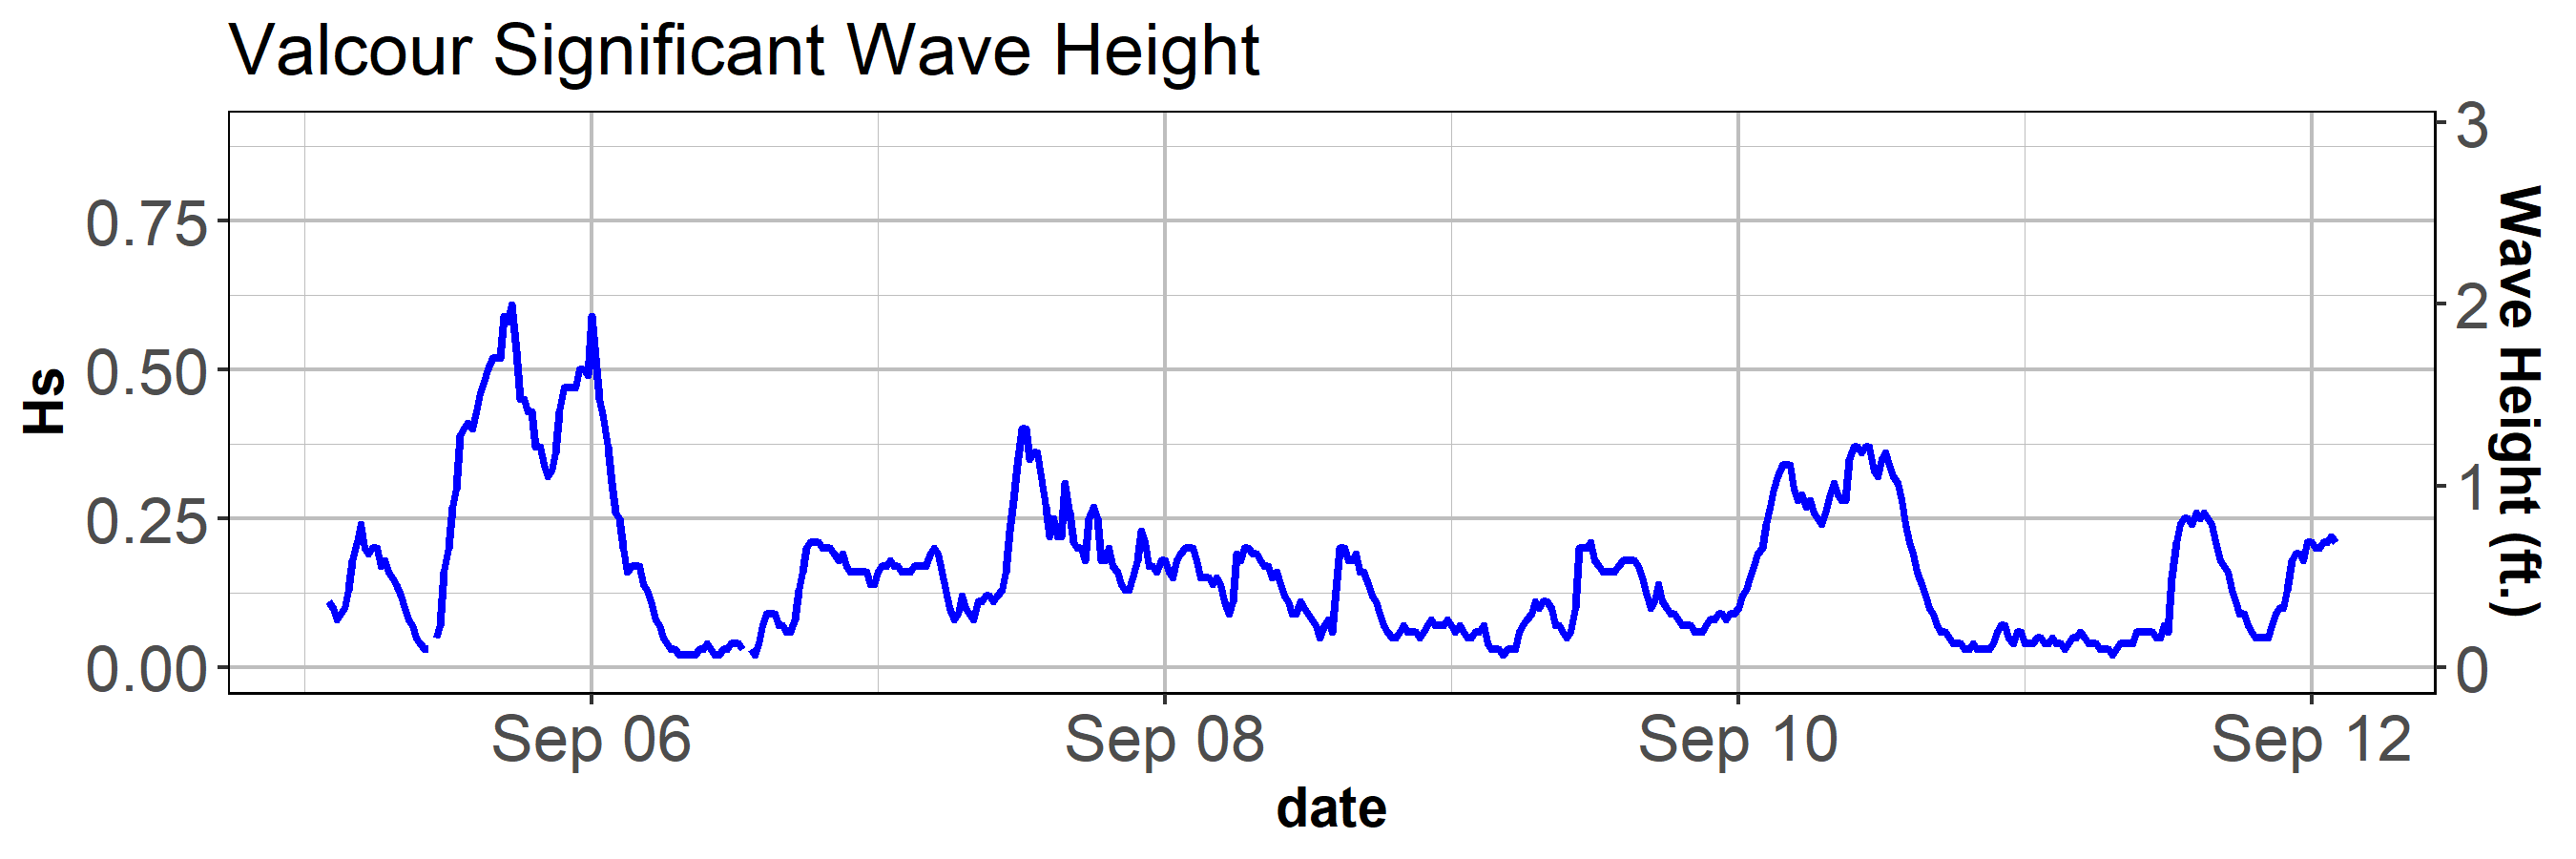 Valcour Significant Wave Height
Hs
0.75
0.50
0.25
0.00
3
2
1
0
Wave Height (ft.)
Sep 06
Sep 08
Sep 10
Sep 12
date